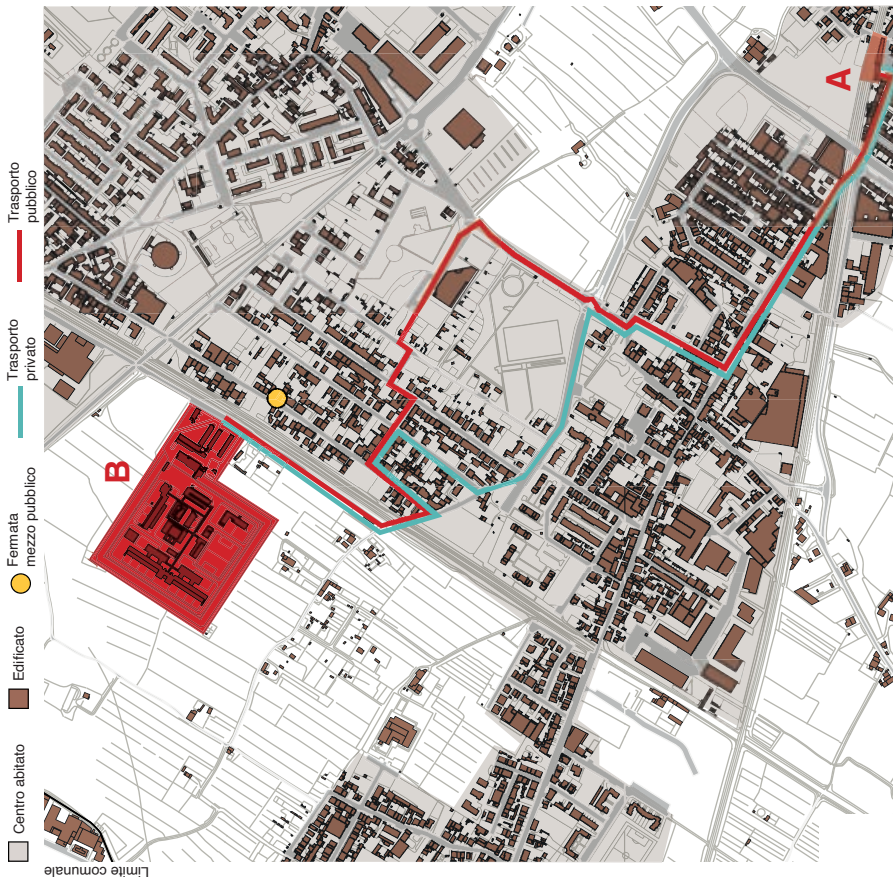 Centro abitato
Edificato
Fermata
mezzo pubblico
Trasporto
privato
Trasporto
pubblico
Limite comunale
B
A